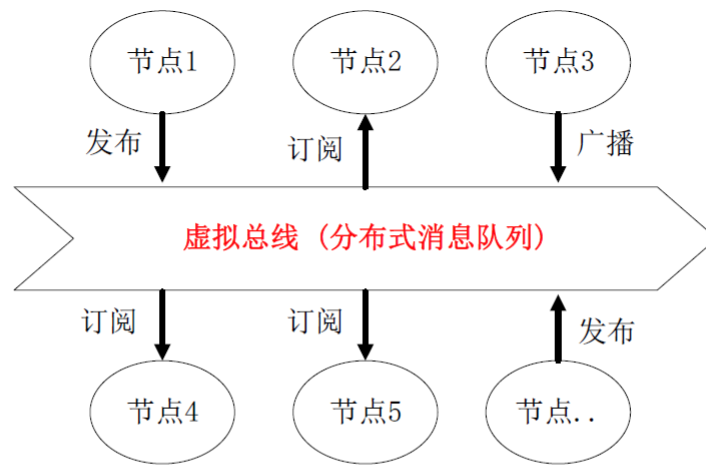 节点1
节点2
节点3
发布
订阅
广播
虚拟总线 (分布式消息队列)
订阅
订阅
发布
节点4
节点5
节点..